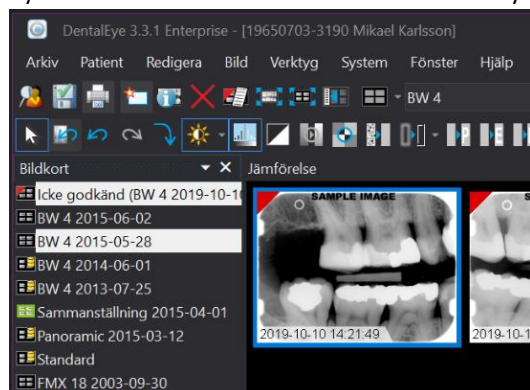 DentalEye 3.3.1 Enterprise - [19650703-3190 Mikael Karlsson]
Arkiv Patient Redigera Bild Verktyg System Fönster Hjälp
BW 4
Bildkort
Jämförelse
Icke godkänd (BW 4 2019-10-10
BW 4 2015-06-02
BW 4 2015-05-28
BW 4 2014-06-01
BW 4 2013-07-25
Sammanställning 2015-04-01
Panoramic 2015-03-12
Standard
FMX 18 2003-09-30
SAMPLE IMAGE
2019-10-10 14:21:49
2019-10-1